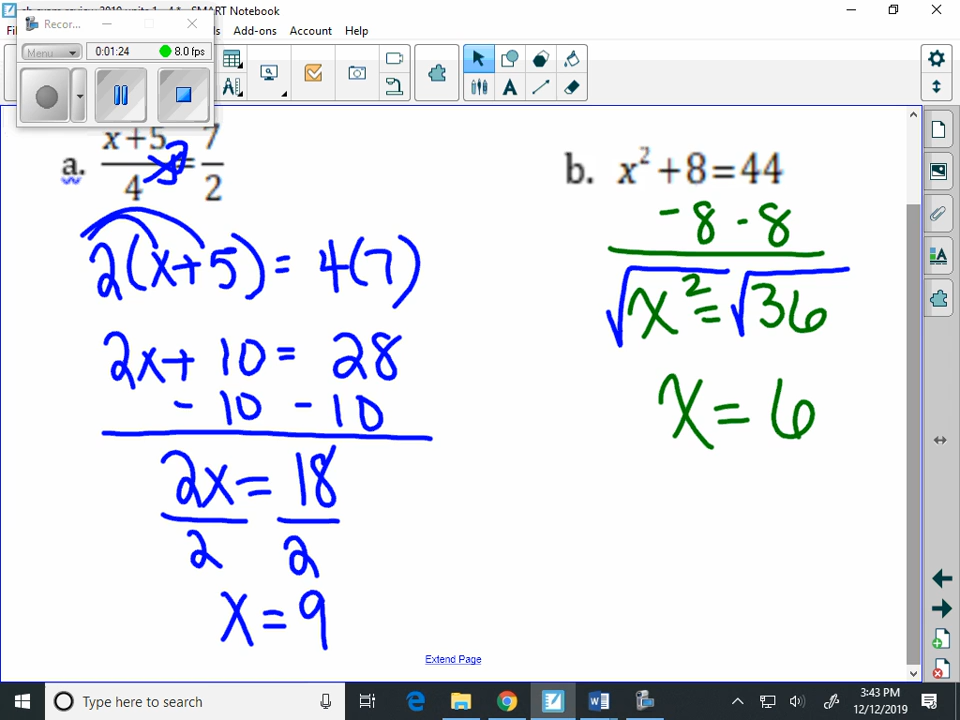 SMART Notebook
Recor...
Add-ons Account Help
Menu 0:01:24 8.0 fps
a. x+5/4 = 7/2
2(x+5) = 4(7)
2x+ 10 = 28
- 10 - 10
2x = 18
2 2
x = 9
b. x²+8=44
-8 -8
√x² = √36
x = 6
Extend Page
Type here to search
3:43 PM
12/12/2019